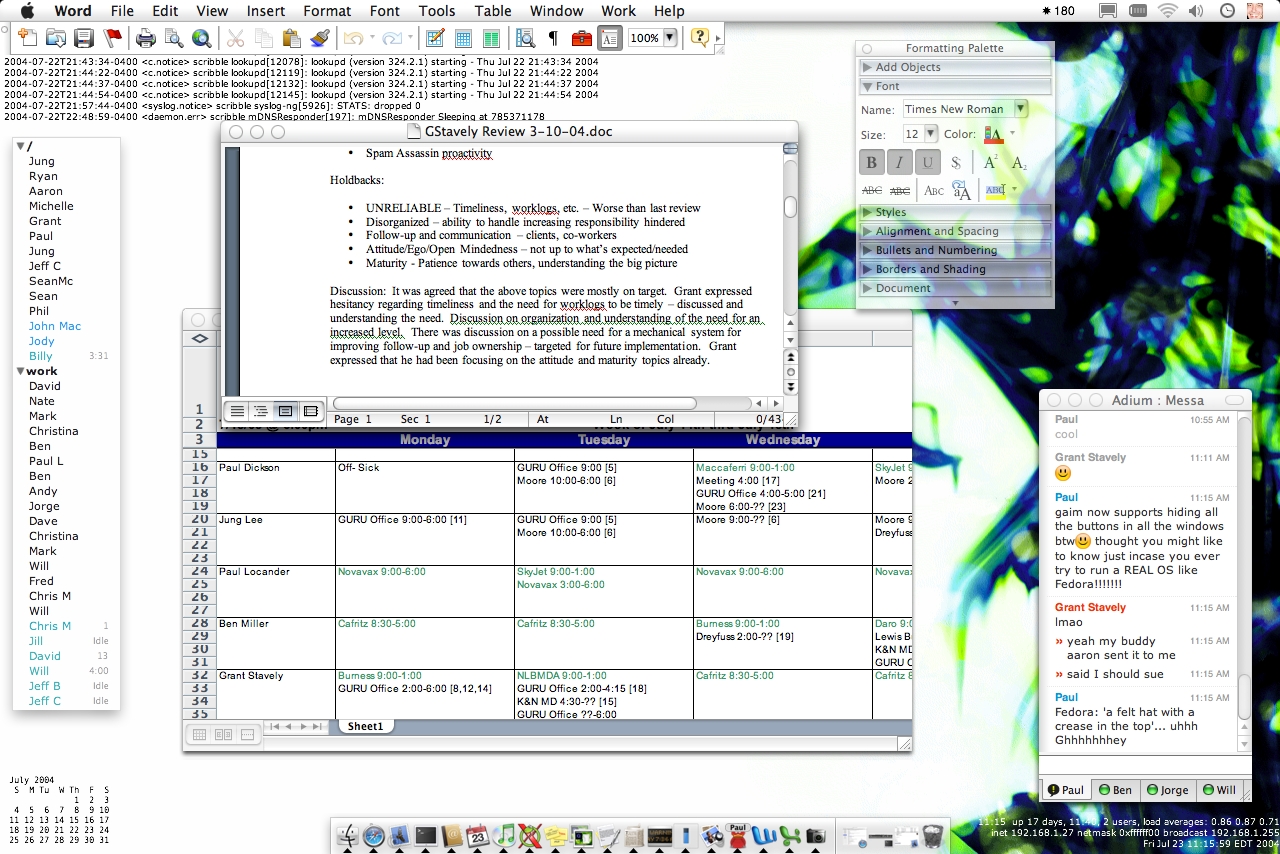 Word File Edit View Insert Format Font Tools Table Window Work Help
180
100%
2004-07-22T21:43:34-0400 <c.notice> scribble lookupd[12078]: lookupd (version 324.2.1) starting - Thu Jul 22 21:43:34 2004
2004-07-22T21:44:22-0400 <c.notice> scribble lookupd[12119]: lookupd (version 324.2.1) starting - Thu Jul 22 21:44:22 2004
2004-07-22T21:44:37-0400 <c.notice> scribble lookupd[12132]: lookupd (version 324.2.1) starting - Thu Jul 22 21:44:37 2004
2004-07-22T21:44:54-0400 <c.notice> scribble lookupd[12145]: lookupd (version 324.2.1) starting - Thu Jul 22 21:44:54 2004
2004-07-22T21:57:44-0400 <syslog.notice> scribble syslog-ng[5926]: STATS: dropped 0
2004-07-22T22:48:59-0400 <daemon.err> scribble mDNSResponder[197]: mDNSResponder Sleeping at 785371178
/
Jung
Ryan
Aaron
Michelle
Grant
Paul
Jung
Jeff C
SeanMc
Sean
Phil
John Mac
Jody
Billy 3:31
work
David
Nate
Mark
Christina
Ben
Paul L
Ben
Andy
Jorge
Dave
Christina
Mark
Will
Fred
Chris M
Will
Chris M 1
Jill Idle
David 13
Will 4:00
Jeff B Idle
Jeff C Idle
GStavely Review 3-10-04.doc
• Spam Assassin proactivity
Holdbacks:
• UNRELIABLE – Timeliness, worklogs, etc. – Worse than last review
• Disorganized – ability to handle increasing responsibility hindered
• Follow-up and communication – clients, co-workers
• Attitude/Ego/Open Mindedness – not up to what's expected/needed
• Maturity - Patience towards others, understanding the big picture
Discussion: It was agreed that the above topics were mostly on target. Grant expressed
hesitancy regarding timeliness and the need for worklogs to be timely – discussed and
understanding the need. Discussion on organization and understanding of the need for an
increased level. There was discussion on a possible need for a mechanical system for
improving follow-up and job ownership – targeted for future implementation. Grant
expressed that he had been focusing on the attitude and maturity topics already.
Page 1 Sec 1 1/2 At Ln Col 0/43
1
2
3 Monday Tuesday Wednesday
15
16 Paul Dickson Off- Sick GURU Office 9:00 [5] Maccaferri 9:00-1:00 SkyJet 9
17 Moore 10:00-6:00 [6] Meeting 4:00 [17] Moore 2
18 GURU Office 4:00-5:00 [21]
19 Moore 6:00-?? [23]
20 Jung Lee GURU Office 9:00-6:00 [11] GURU Office 9:00 [5] Moore 9:00-?? [6] Moore 9
21 Moore 10:00-6:00 [6] Dreyfuss
22
23
24 Paul Locander Novavax 9:00-6:00 SkyJet 9:00-1:00 Novavax 9:00-6:00 Novavax
25 Novavax 3:00-6:00
26
27
28 Ben Miller Cafritz 8:30-5:00 Cafritz 8:30-5:00 Burness 9:00-1:00 Daro 9:0
29 Dreyfuss 2:00-?? [19] Lewis B
30 K&N MD
31 GURU O
32 Grant Stavely Burness 9:00-1:00 NLBMDA 9:00-1:00 Cafritz 8:30-5:00 Cafritz 8
33 GURU Office 2:00-6:00 [8,12,14] GURU Office 2:00-4:15 [18]
34 K&N MD 4:30-?? [15]
35 GURU Office ??-6:00
Sheet1
Formatting Palette
Add Objects
Font
Name: Times New Roman
Size: 12 Color:
B I U S A² A₂
ABC ABC ABC aA ABC
Styles
Alignment and Spacing
Bullets and Numbering
Borders and Shading
Document
Adium : Messa
Paul 10:55 AM
cool
Grant Stavely 11:11 AM
Paul 11:15 AM
gaim now supports hiding all
the buttons in all the windows
btw thought you might like
to know just incase you ever
try to run a REAL OS like
Fedora!!!!!!!
Grant Stavely 11:15 AM
lmao
» yeah my buddy 11:15 AM
aaron sent it to me
» said I should sue 11:15 AM
Paul 11:15 AM
Fedora: 'a felt hat with a
crease in the top'... uhhh
Ghhhhhhhey
Paul Ben Jorge Will
July 2004
S M Tu W Th F S
1 2 3
4 5 6 7 8 9 10
11 12 13 14 15 16 17
18 19 20 21 22 23 24
25 26 27 28 29 30 31
23
Paul
11:15 up 17 days, 2 users, load averages: 0.86 0.87 0.71
inet 192.168.1.27 netmask 0xffffff00 broadcast 192.168.1.255
Fri Jul 23 11:15:59 EDT 2004